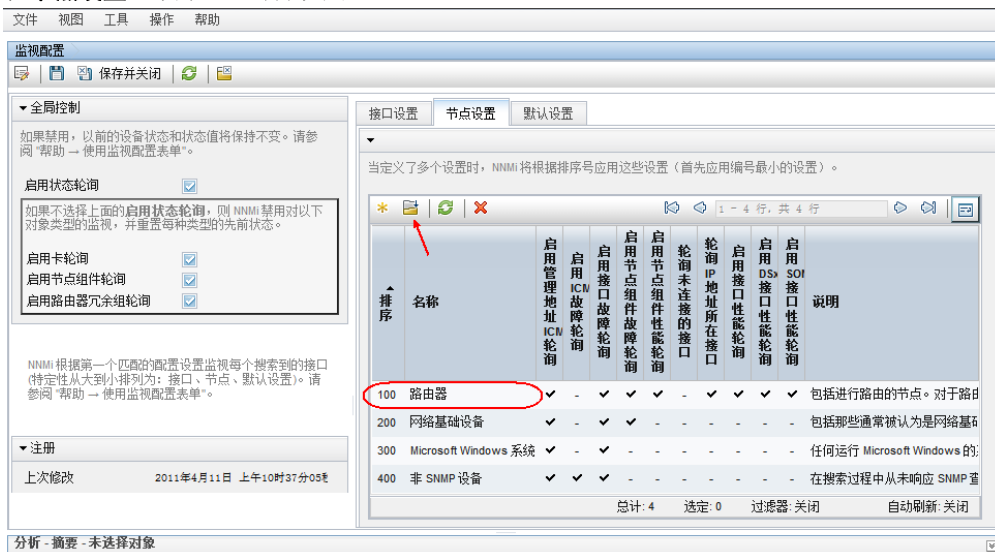 文件 视图 工具 操作 帮助
监视配置
保存并关闭
全局控制
如果禁用，以前的设备状态和状态值将保持不变。请参
阅 "帮助 → 使用监视配置表单"。
启用状态轮询
如果不选择上面的启用状态轮询，则 NNMi 禁用对以下
对象类型的监视，并重置每种类型的先前状态。
启用卡轮询
启用节点组件轮询
启用路由器冗余组轮询
NNMi 根据第一个匹配的配置设置监视每个搜索到的接口
(特定性从大到小排列为：接口、节点、默认设置)。请
参阅 "帮助 → 使用监视配置表单"。
注册
上次修改 2011年4月11日 上午10时37分05
接口设置 节点设置 默认设置
当定义了多个设置时，NNMi 将根据排序号应用这些设置（首先应用编号最小的设置）。
1 - 4 行，共 4 行
排序
名称
启用管理地址 ICM 轮询
启用 ICM 故障轮询
启用接口故障轮询
启用节点组件故障轮询
启用节点组件性能轮询
轮询未连接的接口
轮询 IP 地址所在接口
启用接口性能轮询
启用 DSx 接口性能轮询
启用 SON 接口性能轮询
说明
100 路由器 ✔ - ✔ ✔ ✔ - ✔ ✔ ✔ ✔ 包括进行路由的节点。对于路由
200 网络基础设备 ✔ - ✔ ✔ - - - - - - 包括那些通常被认为是网络基础
300 Microsoft Windows 系统 ✔ - ✔ - - - - - - - 任何运行 Microsoft Windows 的
400 非 SNMP 设备 ✔ ✔ ✔ - - - - - - - 在搜索过程中从未响应 SNMP 查
总计: 4 选定: 0 过滤器: 关闭 自动刷新: 关闭
分析 - 摘要 - 未选择对象